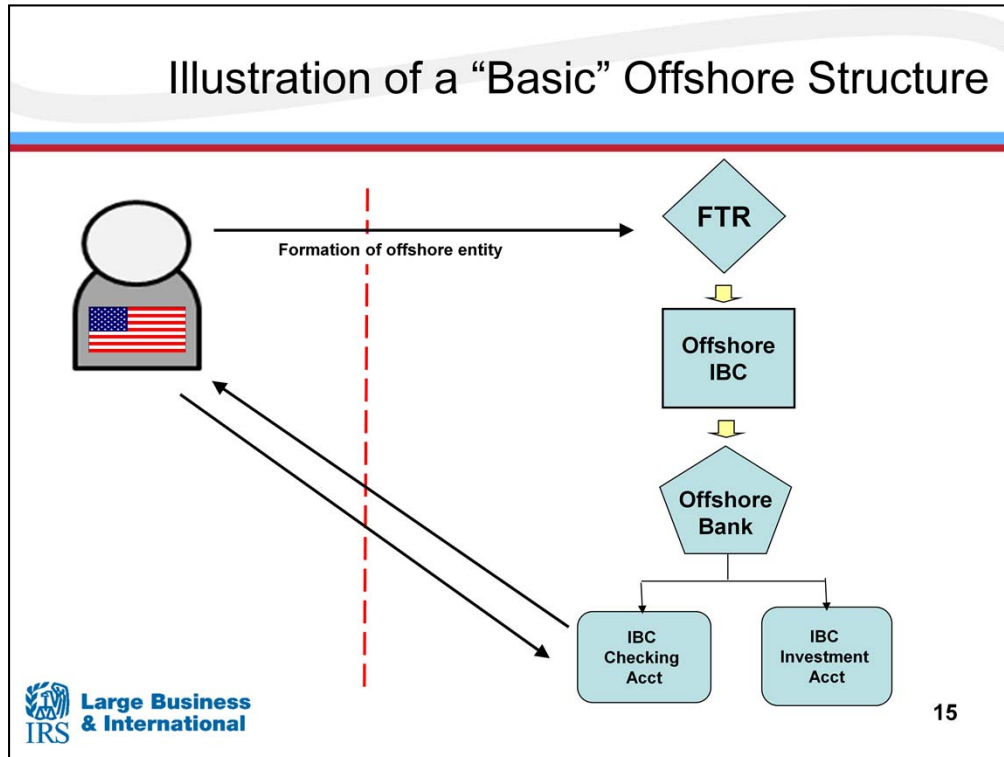 Illustration of a “Basic” Offshore Structure
FTR
Formation of offshore entity
Offshore
IBC
Offshore
Bank
IBC
Checking
Acct
IBC
Investment
Acct
IRS
Large Business
& International
15